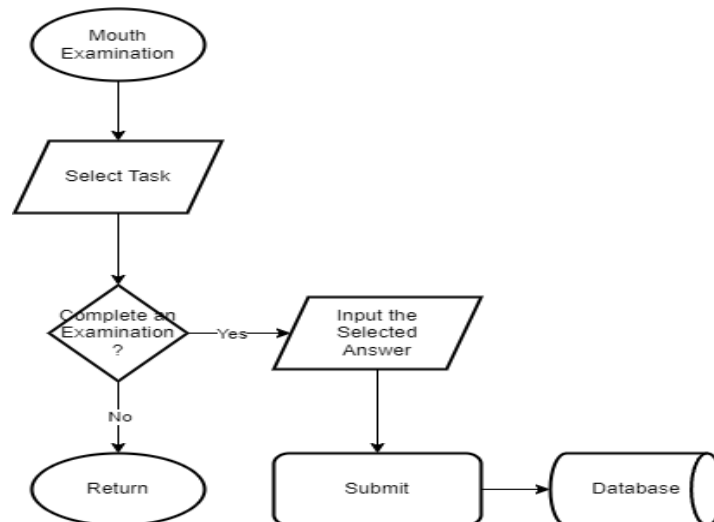 Mouth
Examination
Select Task
Complete an
Examination
?
Yes
Input the
Selected
Answer
No
Return
Submit
Database